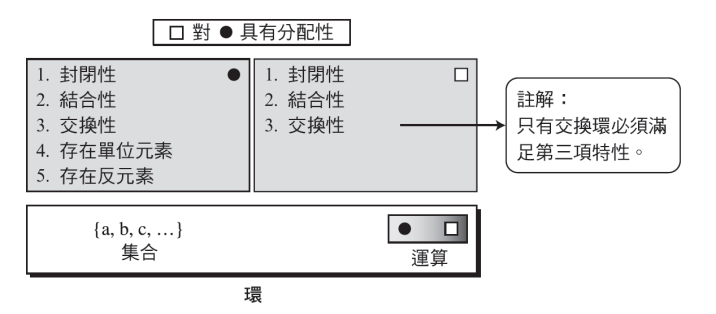 □ 對 ● 具有分配性
1. 封閉性 ●
2. 結合性
3. 交換性
4. 存在單位元素
5. 存在反元素
1. 封閉性 □
2. 結合性
3. 交換性
註解：
只有交換環必須滿
足第三項特性。
{a, b, c, …}
集合
● □
運算
環